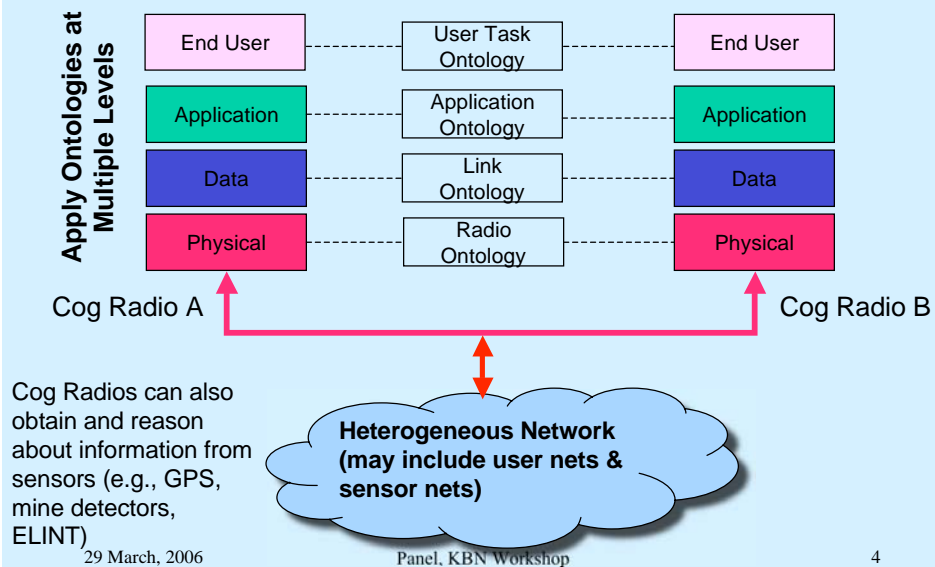 Apply Ontologies at
Multiple Levels
End User
User Task
Ontology
End User
Application
Application
Ontology
Application
Data
Link
Ontology
Data
Physical
Radio
Ontology
Physical
Cog Radio A
Cog Radio B
Cog Radios can also
obtain and reason
about information from
sensors (e.g., GPS,
mine detectors,
ELINT)
Heterogeneous Network
(may include user nets &
sensor nets)
29 March, 2006
Panel, KBN Workshop
4